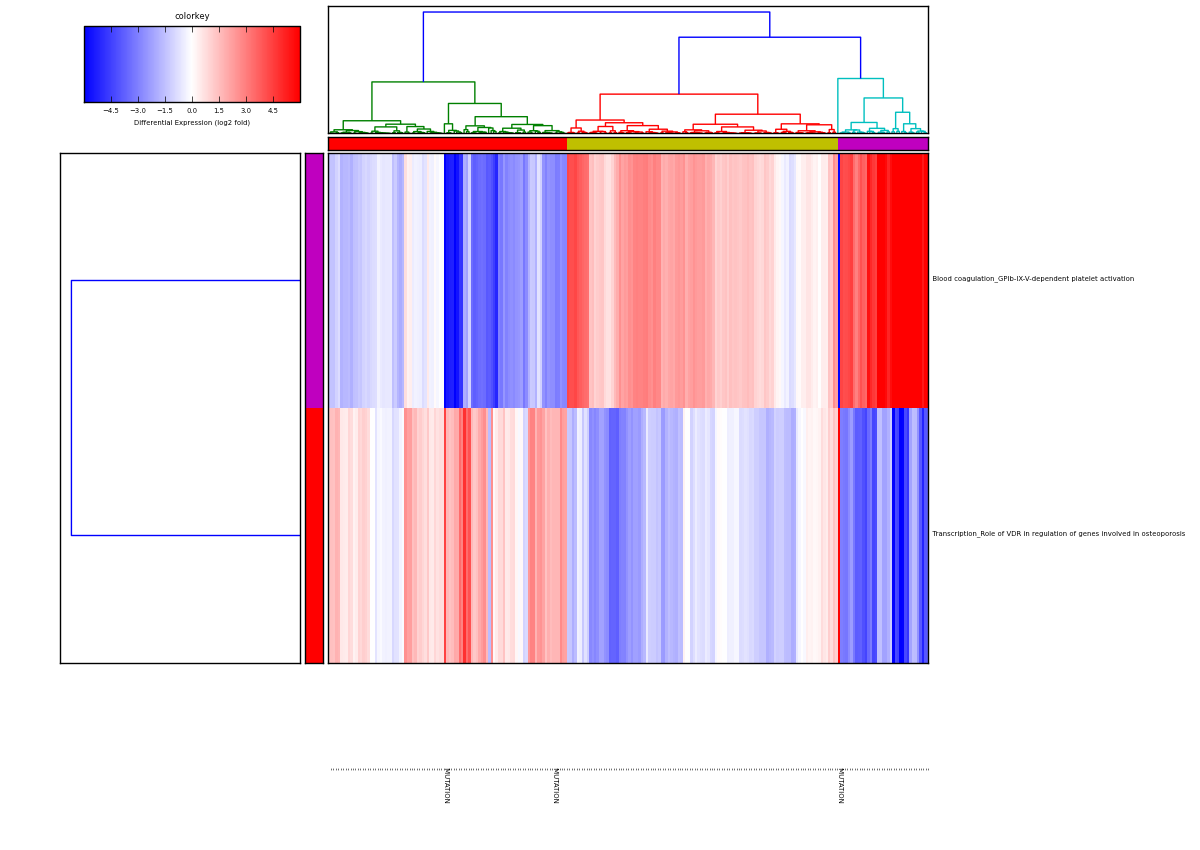 colorkey
−4.5 −3.0 −1.5 0.0 1.5 3.0 4.5
Differential Expression (log2 fold)
Blood coagulation_GPIb-IX-V-dependent platelet activation
Transcription_Role of VDR in regulation of genes involved in osteoporosis
MUTATION
MUTATION
MUTATION